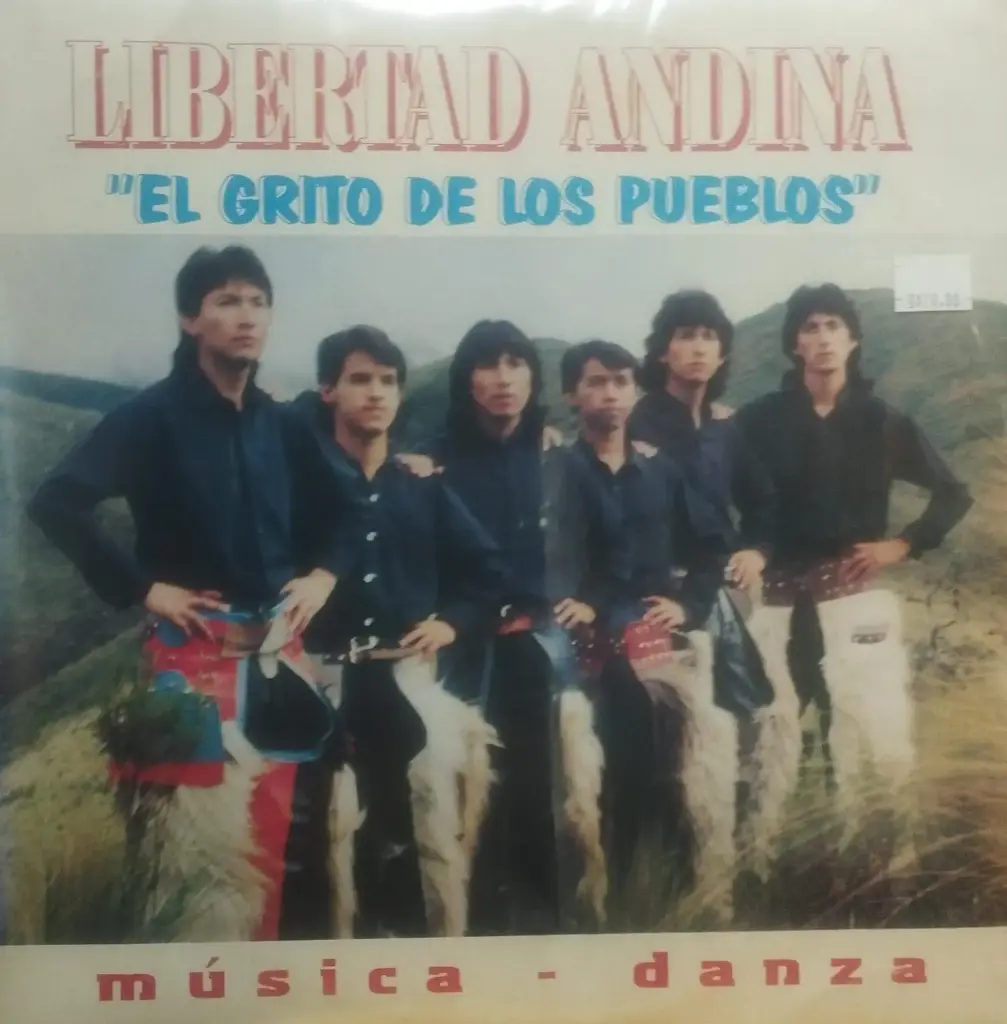 LIBERTAD ANDINA
"EL GRITO DE LOS PUEBLOS"
música - danza